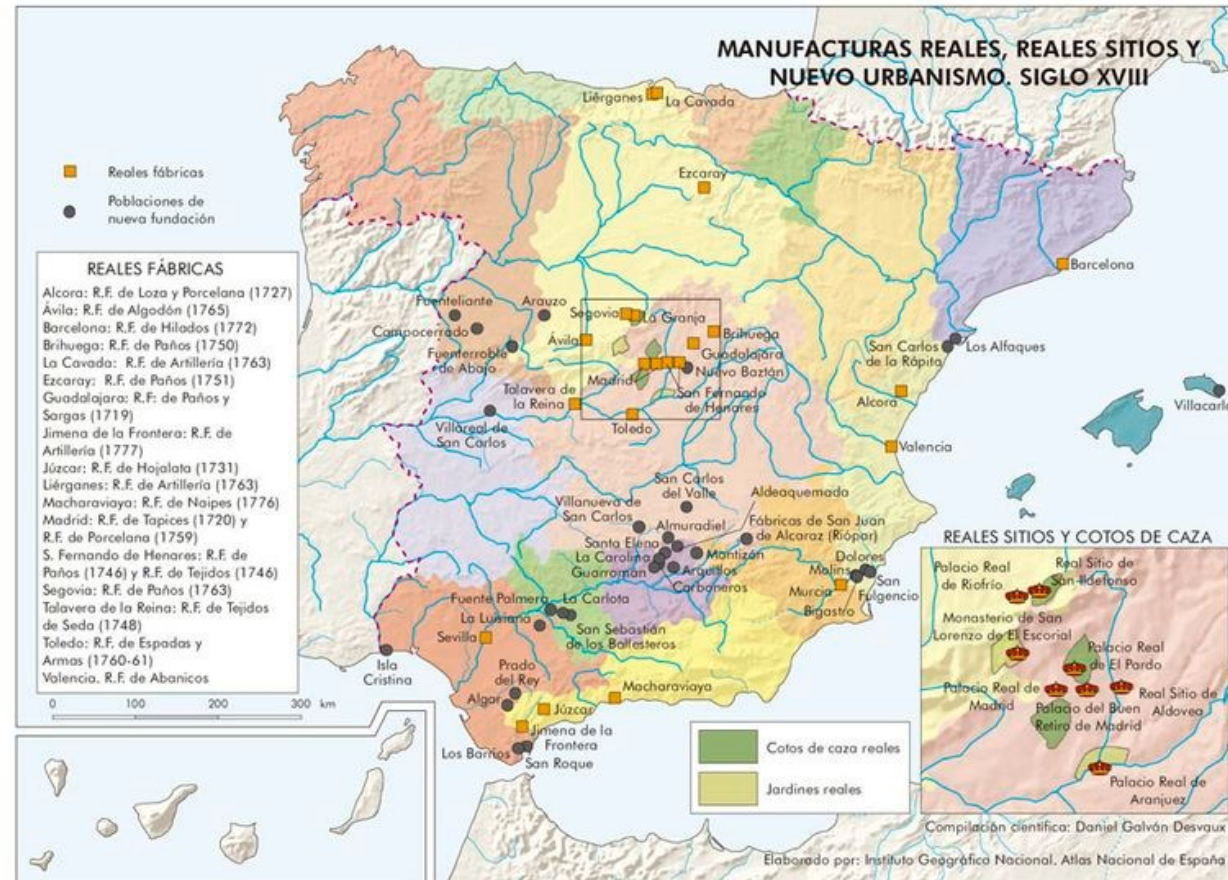 MANUFACTURAS REALES, REALES SITIOS Y
NUEVO URBANISMO. SIGLO XVIII
Reales fábricas
Poblaciones de
nueva fundación
REALES FÁBRICAS
Alcora: R.F. de Loza y Porcelana (1727)
Ávila: R.F. de Algodón (1765)
Barcelona: R.F. de Hilados (1772)
Brihuega: R.F. de Paños (1750)
La Cavada: R.F. de Artillería (1763)
Ezcaray: R.F. de Paños (1751)
Guadalajara: R.F: de Paños y
Sargas (1719)
Jimena de la Frontera: R.F. de
Artillería (1777)
Júzcar: R.F. de Hojalata (1731)
Liérganes: R.F. de Artillería (1763)
Macharaviaya: R.F. de Naipes (1776)
Madrid: R.F. de Tapices (1720) y
R.F. de Porcelana (1759)
S. Fernando de Henares: R.F. de
Paños (1746) y R.F. de Tejidos (1746)
Segovia: R.F. de Paños (1763)
Talavera de la Reina: R.F. de Tejidos
de Seda (1748)
Toledo: R.F. de Espadas y
Armas (1760-61)
Valencia. R.F. de Abanicos
0 100 200 300 km
Liérganes
La Cavada
Ezcaray
Barcelona
Fuenteliante
Arauzo
Campocerrado
Fuenterroble
de Abajo
Segovia
La Granja
Ávila
Brihuega
Guadalajara
Nuevo Baztán
Madrid
San Fernando
de Henares
Talavera de
la Reina
Toledo
Villareal de
San Carlos
San Carlos
de la Rápita
Los Alfaques
Alcora
Valencia
Villacarlos
San Carlos
del Valle
Villanueva de
San Carlos
Almuradiel
Aldeaquemada
Fábricas de San Juan
de Alcaraz (Riópar)
Santa Elena
La Carolina
Guarromán
Montizón
Arquillos
Carboneros
Dolores
Molins
San
Fulgencio
Murcia
Bigastro
Fuente Palmera
La Carlota
La Luisiana
San Sebastián
de los Ballesteros
Sevilla
Isla
Cristina
Prado
del Rey
Algar
Macharaviaya
Júzcar
Jimena de la
Frontera
Los Barrios
San Roque
Cotos de caza reales
Jardines reales
REALES SITIOS Y COTOS DE CAZA
Palacio Real
de Riofrío
Real Sitio de
San Ildefonso
Monasterio de San
Lorenzo de El Escorial
Palacio Real
de El Pardo
Palacio Real de
Madrid
Palacio del Buen
Retiro de Madrid
Real Sitio de
Aldovea
Palacio Real de
Aranjuez
Compilación científica: Daniel Galván Desvaux
Elaborado por: Instituto Geográfica Nacional. Atlas Nacional de España